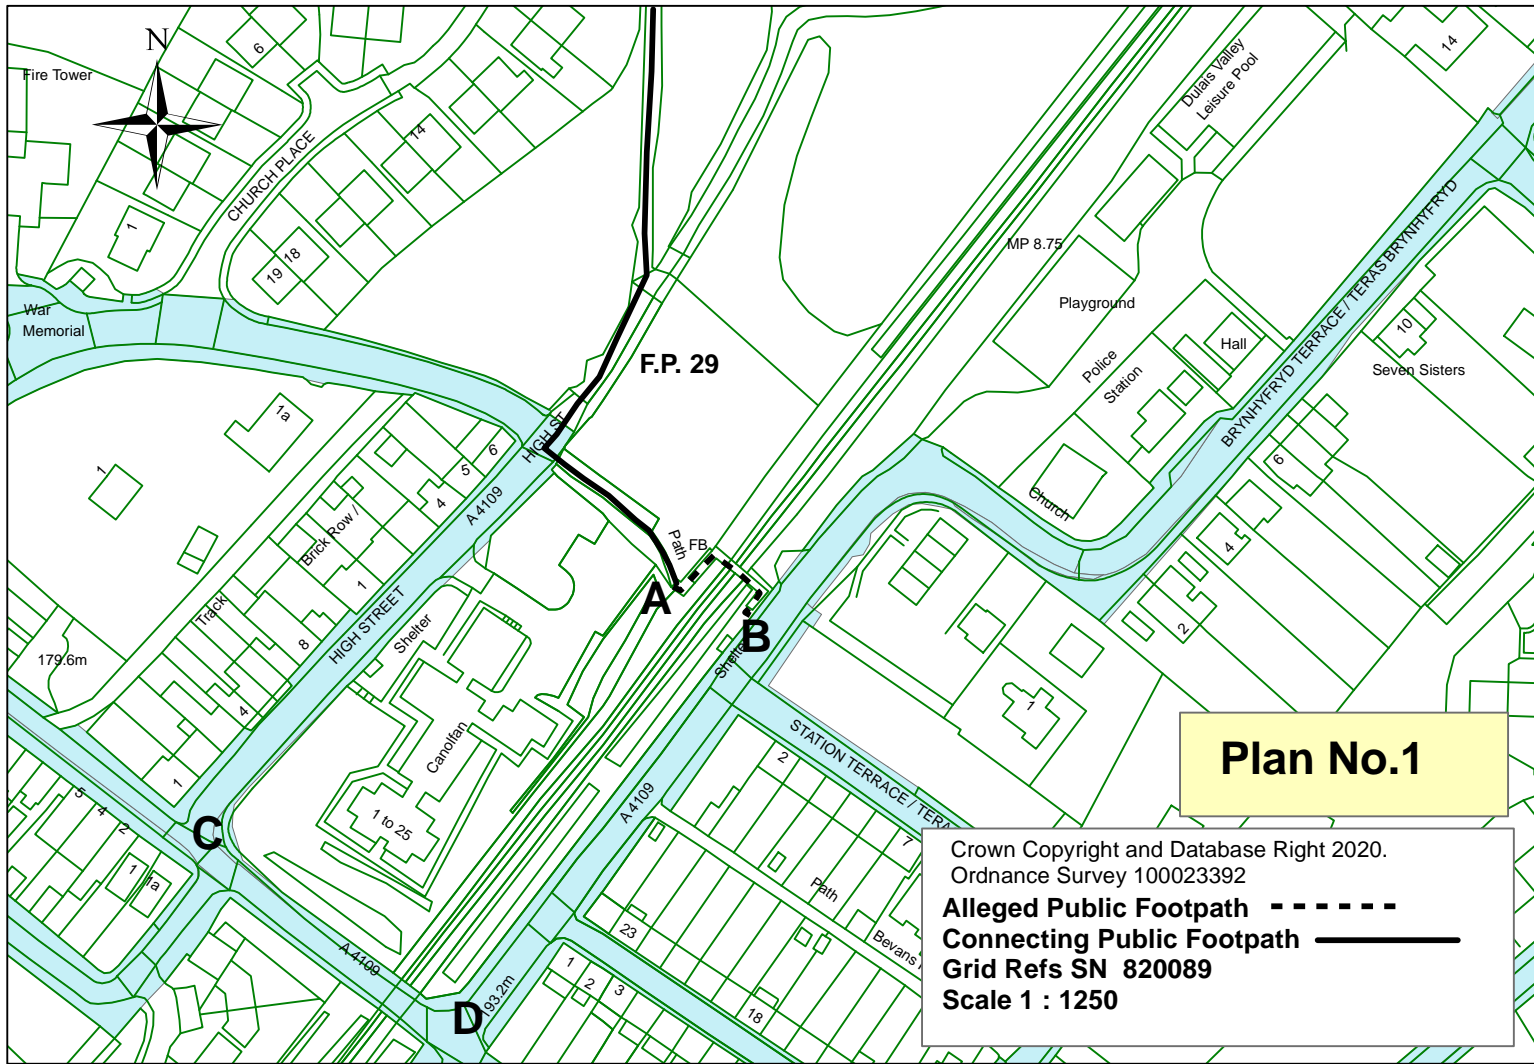 N
Fire Tower
6
14
CHURCH PLACE
1
19
18
War
Memorial
F.P. 29
Dulais Valley
Leisure Pool
14
MP 8.75
Playground
Police
Station
Hall
BRYNHYFRYD TERRACE / TERAS BRYNHYFRYD
10
Seven Sisters
6
Church
4
2
1a
1
HIGH ST
6
5
4
A 4109
Brick Row /
1
Track
8
HIGH STREET
Shelter
4
179.6m
1
Path
FB
A
B
Shelter
1
Canolfan
1 to 25
5
4
2
C
1
1a
A 4109
STATION TERRACE / TERA
2
7
Path
Bevans
23
1
2
3
18
A 4109
193.2m
D
Plan No.1
Crown Copyright and Database Right 2020.
Ordnance Survey 100023392
Alleged Public Footpath
Connecting Public Footpath
Grid Refs SN 820089
Scale 1 : 1250